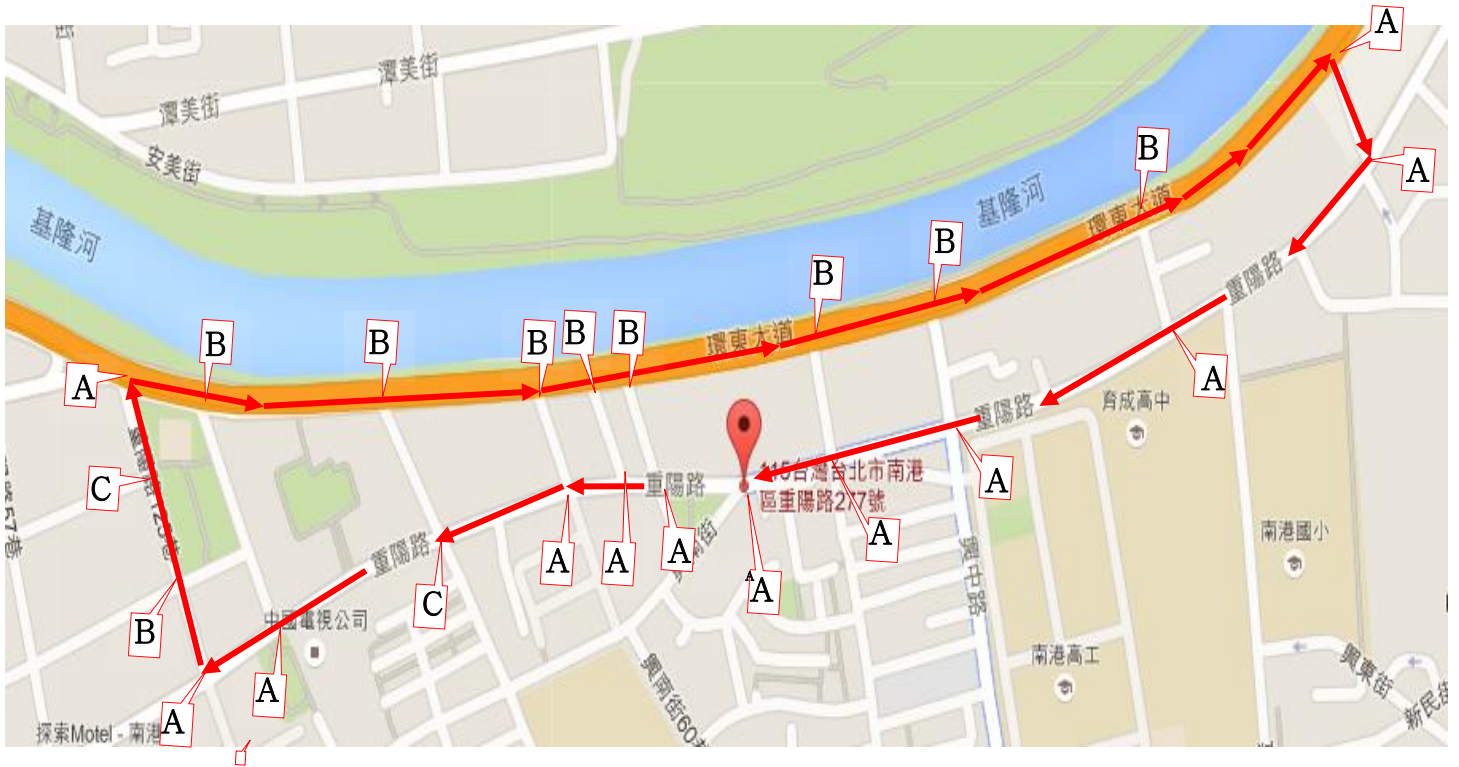 A
潭美街
潭美街
安美街
B
A
基隆河
基隆河
環東大道
B
B
環東大道
重陽路
B
B
B
B
B
B
A
A
重陽路
育成高中
C
重陽路
115台灣台北市南港
區重陽路277號
A
南港國小
重陽路
A
A
A
A
A
A
C
興中路
B
中國電視公司
南港高工
A
A
興南街60巷
興東街
新民街
探索Motel - 南港